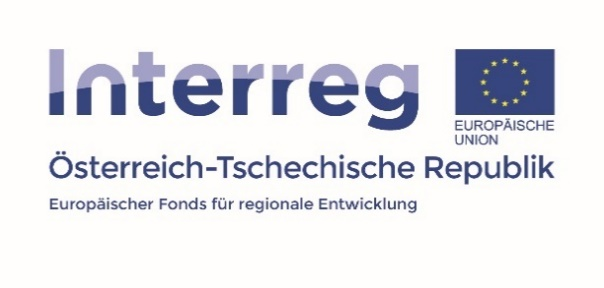 Interreg
EUROPÄISCHE
UNION
Österreich-Tschechische Republik
Europäischer Fonds für regionale Entwicklung